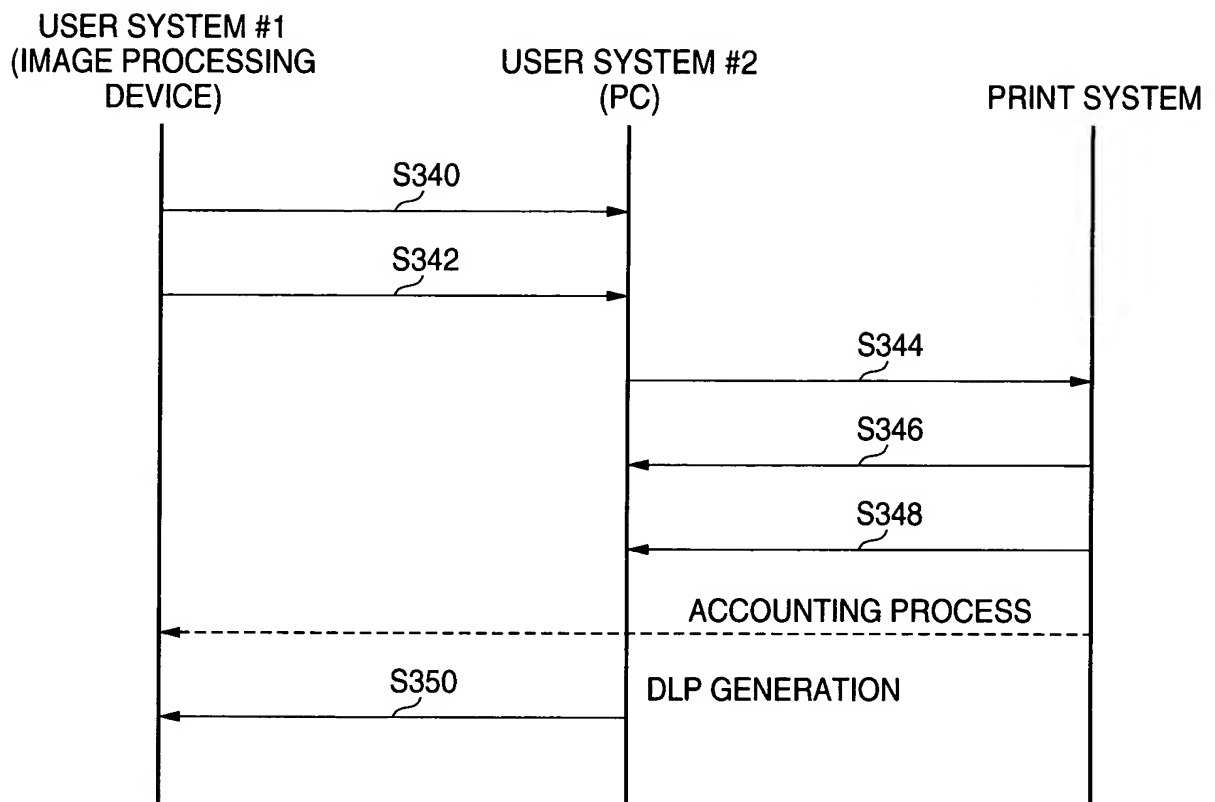 USER SYSTEM #1
(IMAGE PROCESSING
DEVICE)
USER SYSTEM #2
(PC)
PRINT SYSTEM
S340
S342
S344
S346
S348
ACCOUNTING PROCESS
S350
DLP GENERATION